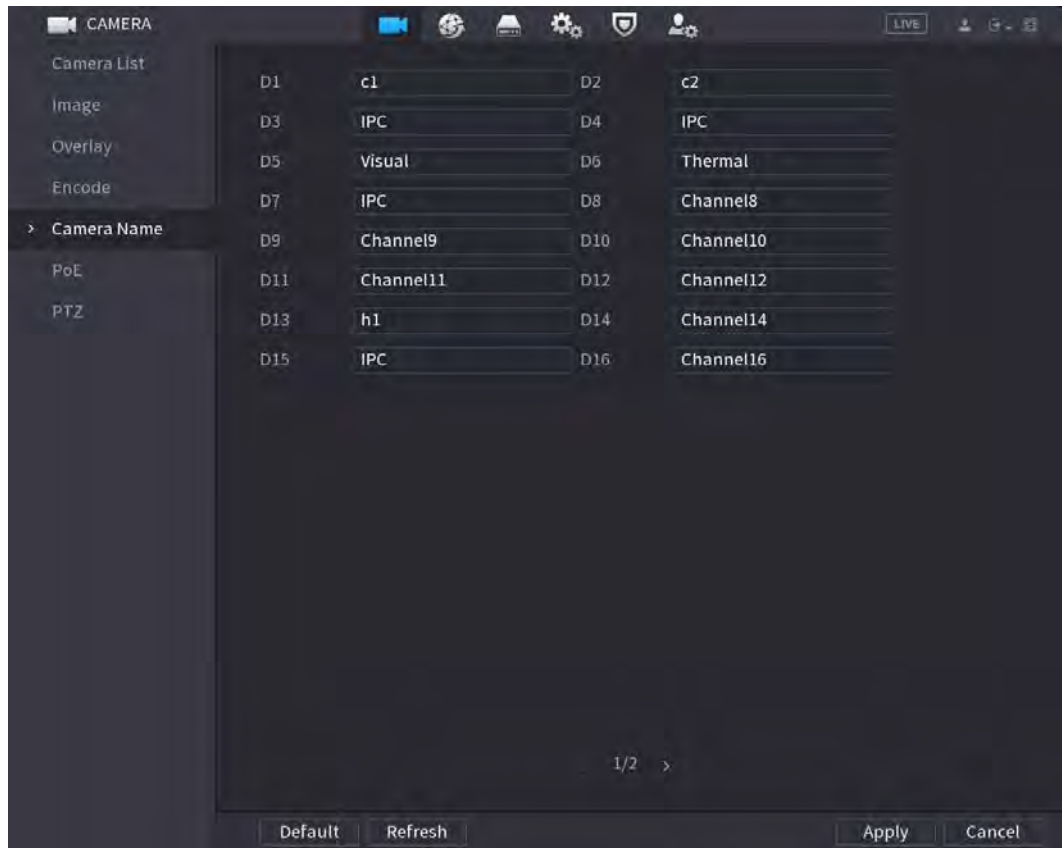 CAMERA LIVE
Camera List
Image
Overlay
Encode
> Camera Name
PoE
PTZ
D1 c1 D2 c2
D3 IPC D4 IPC
D5 Visual D6 Thermal
D7 IPC D8 Channel8
D9 Channel9 D10 Channel10
D11 Channel11 D12 Channel12
D13 h1 D14 Channel14
D15 IPC D16 Channel16
1/2 >
Default Refresh Apply Cancel